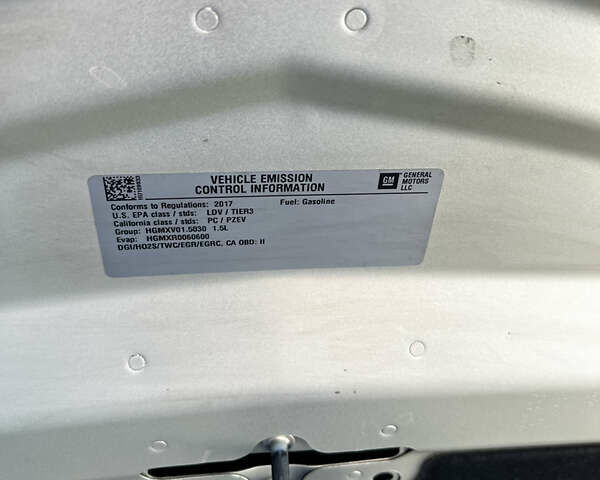 VEHICLE EMISSION
CONTROL INFORMATION
GM
GENERAL
MOTORS
LLC
Conforms to Regulations: 2017 Fuel: Gasoline
U.S. EPA class / stds: LDV / TIER3
California class / stds: PC / PZEV
Group: HGMXV01.5030 1.5L
Evap: HGMXR0060600
DGI/HO2S/TWC/EGR/EGRC, CA OBD: II